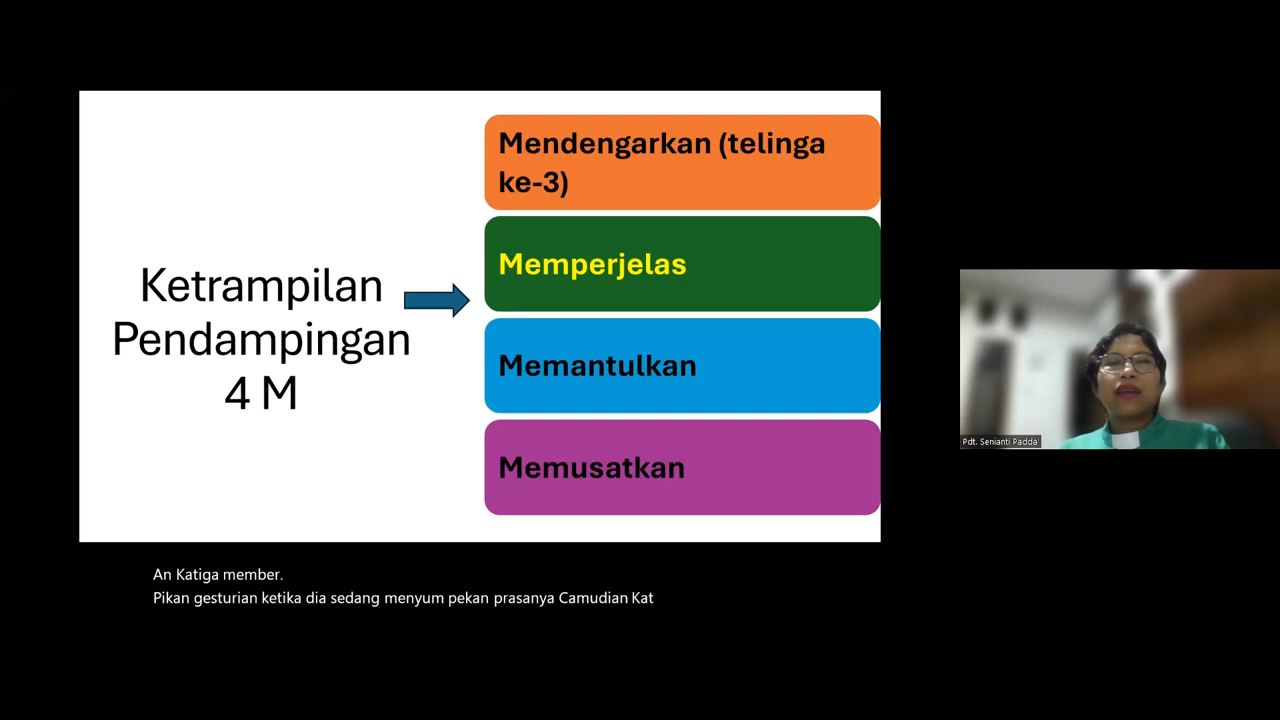 Ketrampilan
Pendampingan
4 M
Mendengarkan (telinga
ke-3)
Memperjelas
Memantulkan
Memusatkan
Pdt. Senianti Padda'
An Katiga member.
Pikan gesturian ketika dia sedang menyum pekan prasanya Camudian Kat